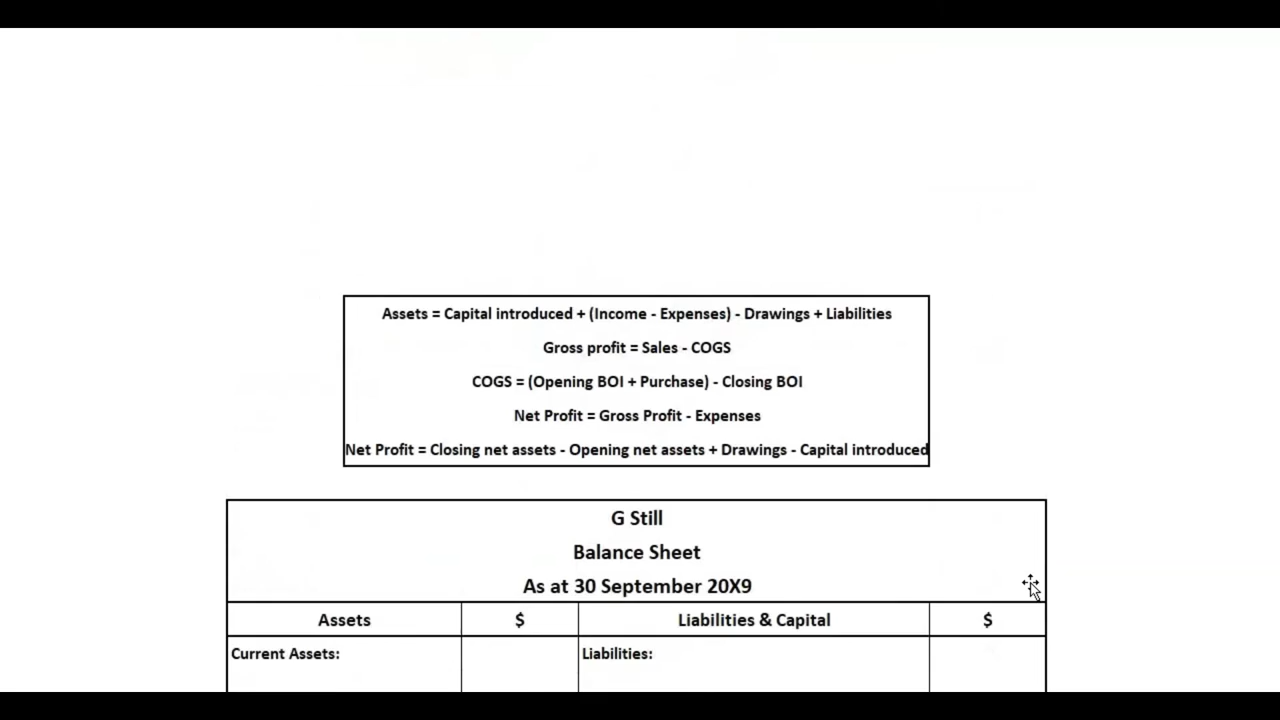 Assets = Capital introduced + (Income - Expenses) - Drawings + Liabilities
Gross profit = Sales - COGS
COGS = (Opening BOI + Purchase) - Closing BOI
Net Profit = Gross Profit - Expenses
Net Profit = Closing net assets - Opening net assets + Drawings - Capital introduced
G Still
Balance Sheet
As at 30 September 20X9
Assets $ Liabilities & Capital $
Current Assets: Liabilities: